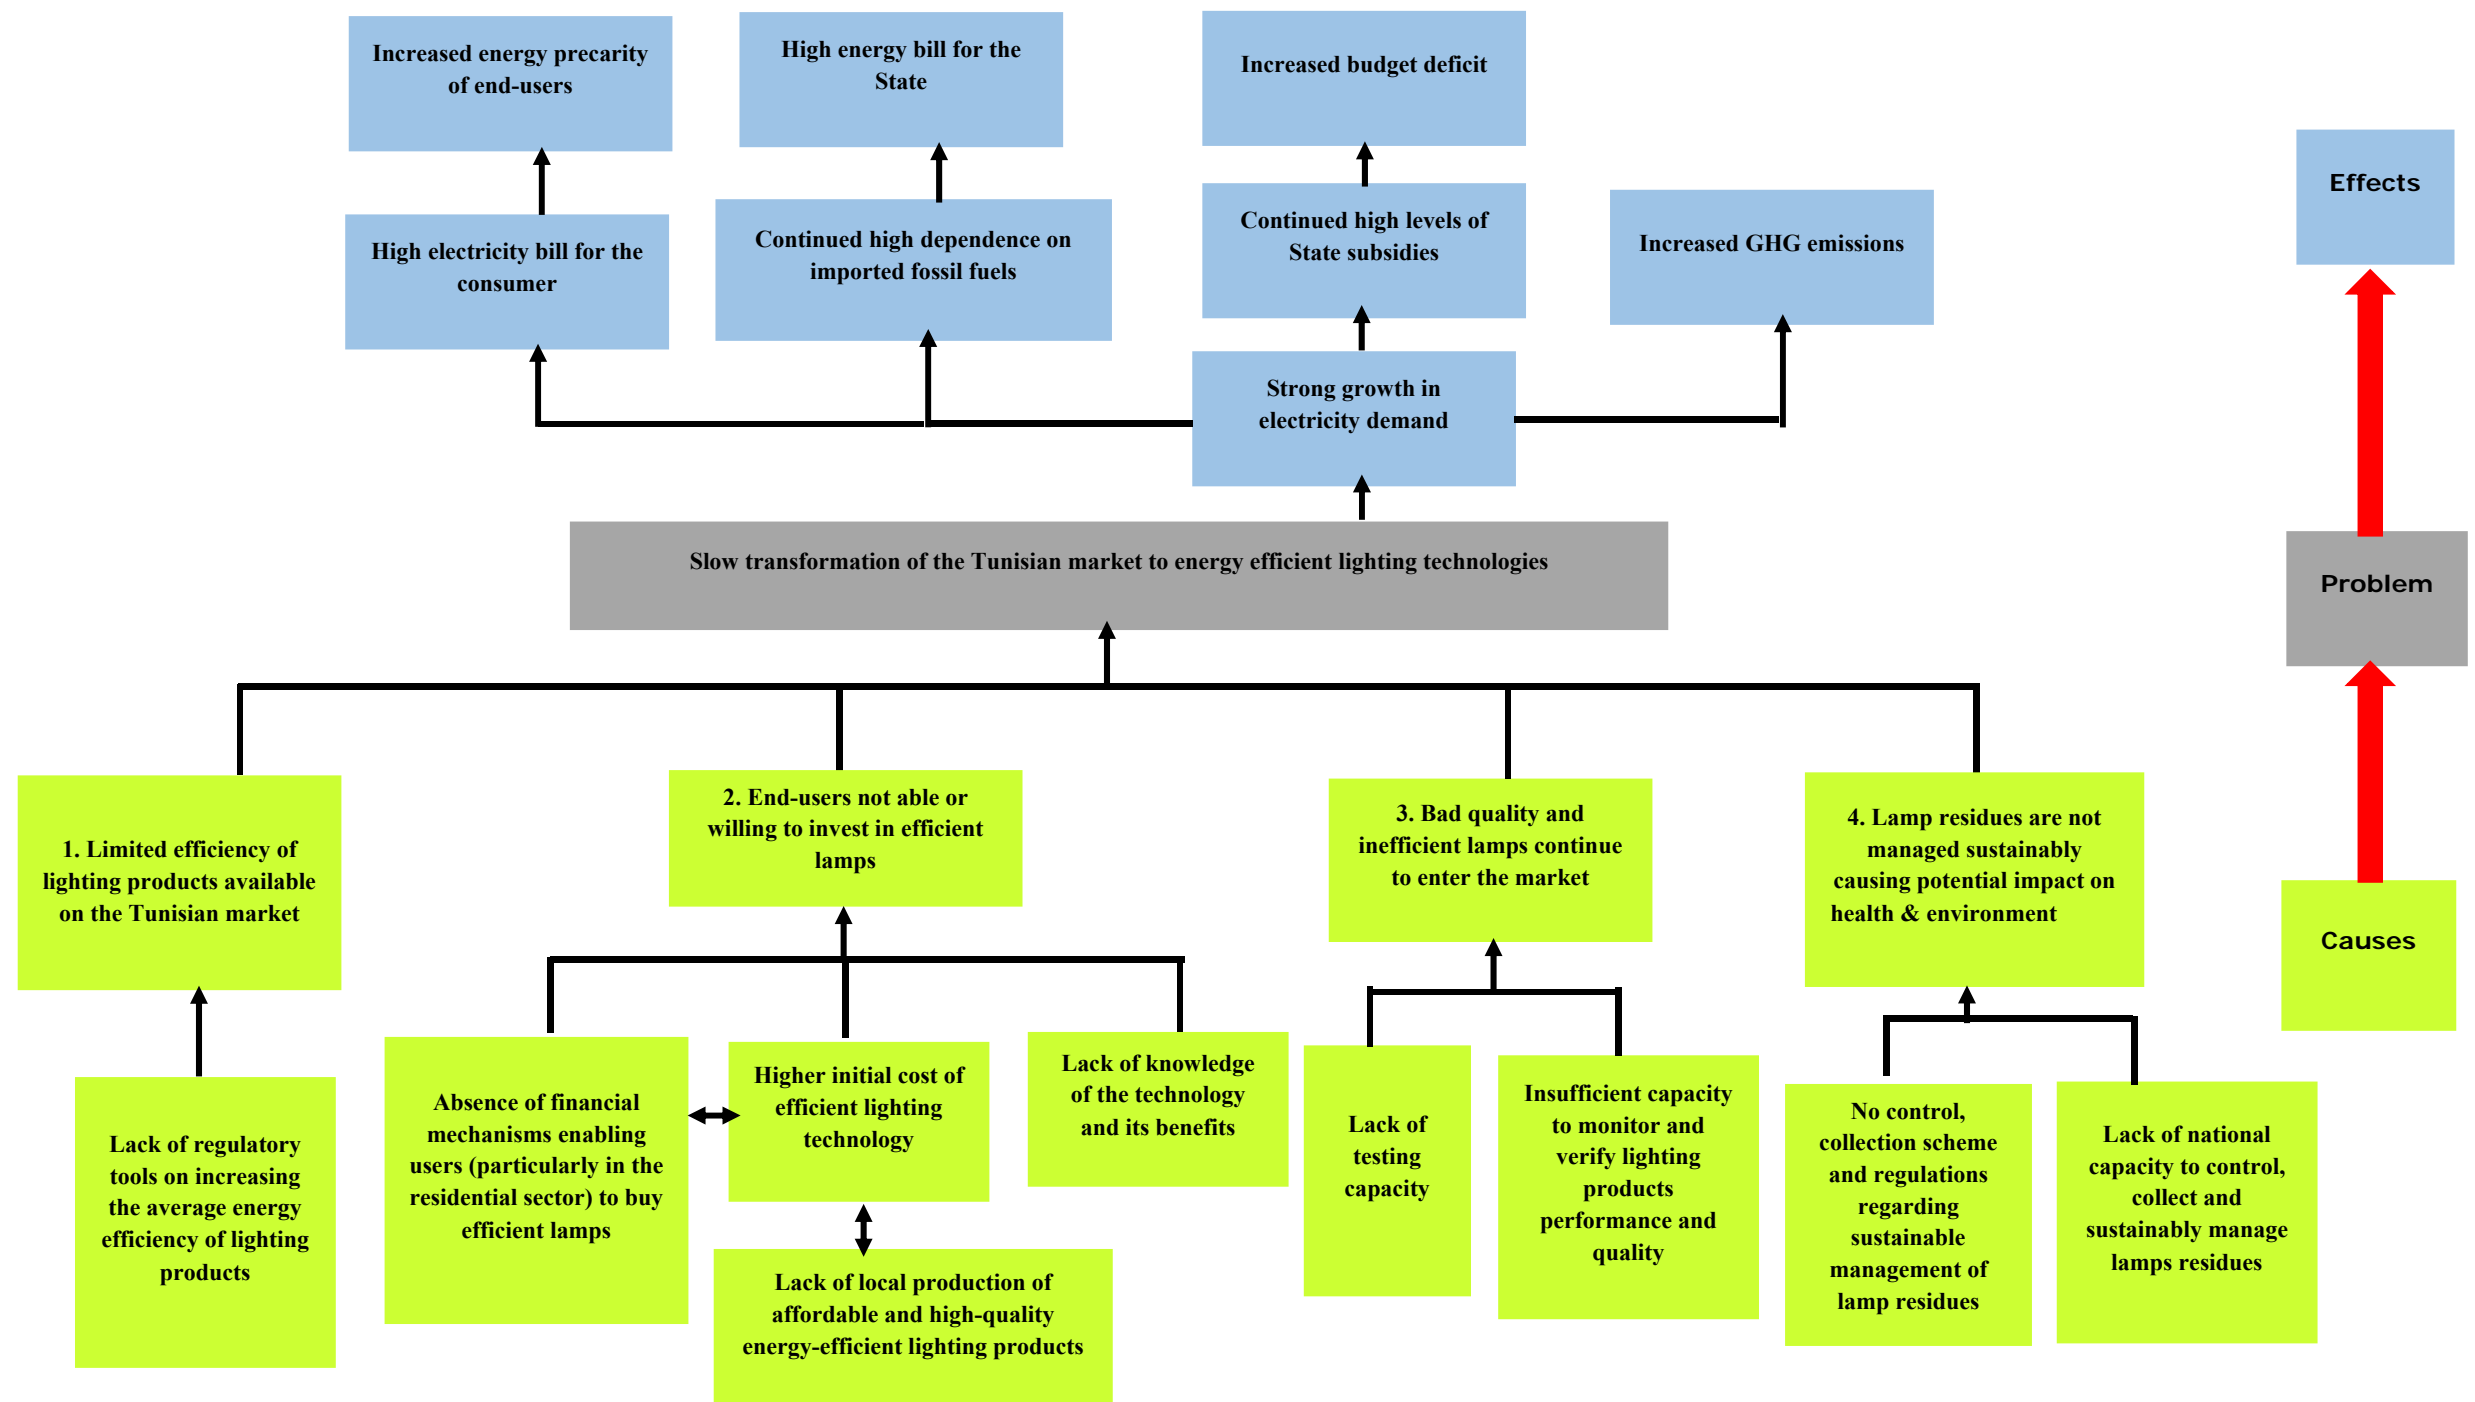 Increased energy precarity
of end-users
High energy bill for the
State
Increased budget deficit
Effects
High electricity bill for the
consumer
Continued high dependence on
imported fossil fuels
Continued high levels of
State subsidies
Increased GHG emissions
Strong growth in
electricity demand
Slow transformation of the Tunisian market to energy efficient lighting technologies
Problem
1. Limited efficiency of
lighting products available
on the Tunisian market
2. End-users not able or
willing to invest in efficient
lamps
3. Bad quality and
inefficient lamps continue
to enter the market
4. Lamp residues are not
managed sustainably
causing potential impact on
health & environment
Causes
Lack of regulatory
tools on increasing
the average energy
efficiency of lighting
products
Absence of financial
mechanisms enabling
users (particularly in the
residential sector) to buy
efficient lamps
Higher initial cost of
efficient lighting
technology
Lack of knowledge
of the technology
and its benefits
Lack of local production of
affordable and high-quality
energy-efficient lighting products
Lack of
testing
capacity
Insufficient capacity
to monitor and
verify lighting
products
performance and
quality
No control,
collection scheme
and regulations
regarding
sustainable
management of
lamp residues
Lack of national
capacity to control,
collect and
sustainably manage
lamps residues